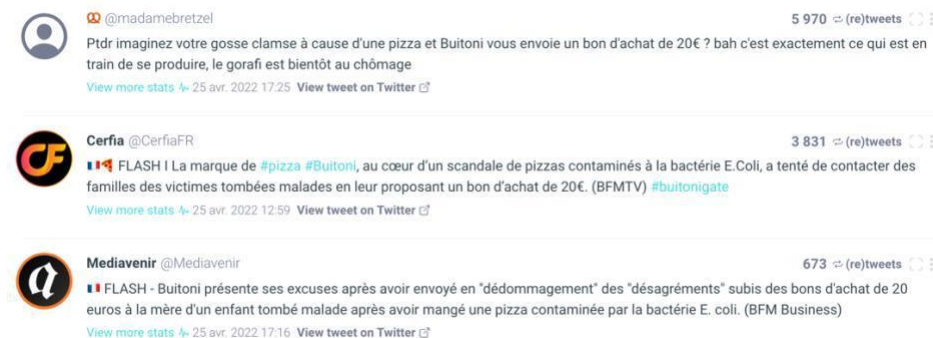 @madamebretzel 5 970 (re)tweets
Ptdr imaginez votre gosse clamse à cause d'une pizza et Buitoni vous envoie un bon d'achat de 20€ ? bah c'est exactement ce qui est en
train de se produire, le gorafi est bientôt au chômage
View more stats 25 avr. 2022 17:25 View tweet on Twitter
Cerfia @CerfiaFR 3 831 (re)tweets
🇫🇷🍕 FLASH l La marque de #pizza #Buitoni, au cœur d'un scandale de pizzas contaminés à la bactérie E.Coli, a tenté de contacter des
familles des victimes tombées malades en leur proposant un bon d'achat de 20€. (BFMTV) #buitonigate
View more stats 25 avr. 2022 12:59 View tweet on Twitter
Mediavenir @Mediavenir 673 (re)tweets
🇫🇷 FLASH - Buitoni présente ses excuses après avoir envoyé en "dédommagement" des "désagréments" subis des bons d'achat de 20
euros à la mère d'un enfant tombé malade après avoir mangé une pizza contaminée par la bactérie E. coli. (BFM Business)
View more stats 25 avr. 2022 17:16 View tweet on Twitter